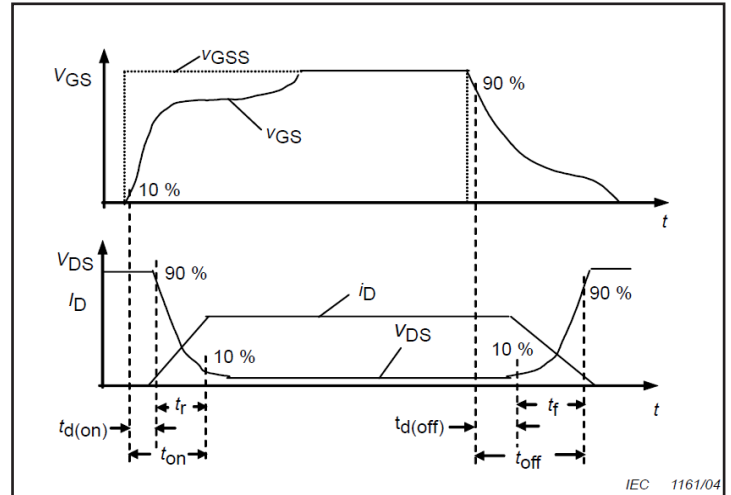 vGSS
VGS
90 %
vGS
10 %
t
VDS
90 %
ID
iD
90 %
VDS
10 %
10 %
tr
tf
t
td(on)
td(off)
ton
toff
IEC 1161/04